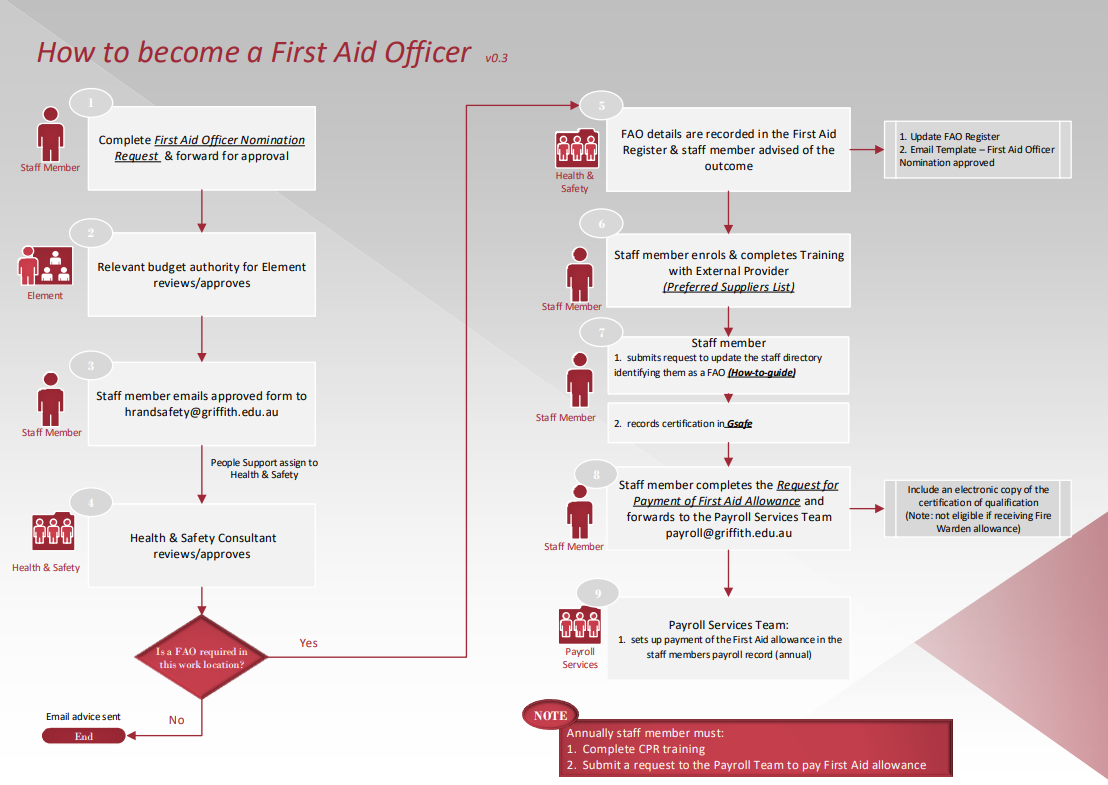 How to become a First Aid Officer v0.3
1
Staff Member
Complete First Aid Officer Nomination
Request & forward for approval
2
Element
Relevant budget authority for Element
reviews/approves
3
Staff Member
Staff member emails approved form to
hrandsafety@griffith.edu.au
People Support assign to
Health & Safety
4
Health & Safety
Health & Safety Consultant
reviews/approves
Is a FAO required in
this work location?
Yes
No
Email advice sent
End
5
Health &
Safety
FAO details are recorded in the First Aid
Register & staff member advised of the
outcome
1. Update FAO Register
2. Email Template – First Aid Officer
Nomination approved
6
Staff Member
Staff member enrols & completes Training
with External Provider
(Preferred Suppliers List)
7
Staff Member
Staff member
1. submits request to update the staff directory
identifying them as a FAO (How-to-guide)
2. records certification in Gsafe
8
Staff Member
Staff member completes the Request for
Payment of First Aid Allowance and
forwards to the Payroll Services Team
payroll@griffith.edu.au
Include an electronic copy of the
certification of qualification
(Note: not eligible if receiving Fire
Warden allowance)
9
Payroll
Services
Payroll Services Team:
1. sets up payment of the First Aid allowance in the
staff members payroll record (annual)
NOTE
Annually staff member must:
1. Complete CPR training
2. Submit a request to the Payroll Team to pay First Aid allowance